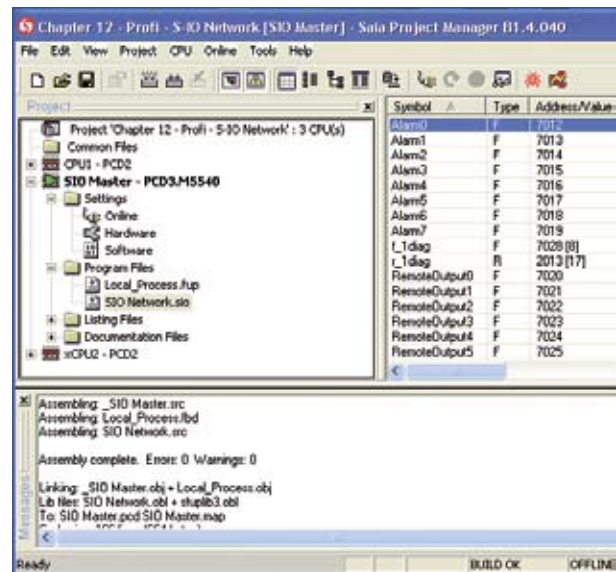 Chapter 12 - Profi - S-IO Network [SIO Master] - Saia Project Manager B1.4.040
File Edit View Project CPU Online Tools Help
Project
Project 'Chapter 12 - Profi - S-IO Network' : 3 CPU(s)
Common Files
CPU1 - PCD2
SIO Master - PCD3.M5540
Settings
Online
Hardware
Software
Program Files
Local_Process.fup
SIO Network.sio
Listing Files
Documentation Files
xCPU2 - PCD2
Symbol Type Address/Value
Alarm0 F 7012
Alarm1 F 7013
Alarm2 F 7014
Alarm3 F 7015
Alarm4 F 7016
Alarm5 F 7017
Alarm6 F 7018
Alarm7 F 7019
f_1diag F 7028 [8]
r_1diag R 2013 [17]
RemoteOutput0 F 7020
RemoteOutput1 F 7021
RemoteOutput2 F 7022
RemoteOutput3 F 7023
RemoteOutput4 F 7024
RemoteOutput5 F 7025
Messages
Assembling: _SIO Master.src
Assembling: Local_Process.fbd
Assembling: SIO Network.src
Assembly complete. Errors: 0 Warnings: 0
Linking: _SIO Master.obj + Local_Process.obj
Lib files: SIO Network.obl + stuplib3.obl
To: SIO Master.pcd SIO Master.map
Ready BUILD OK OFFLINE